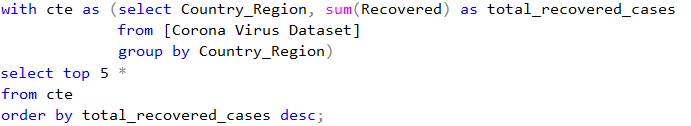 with cte as (select Country_Region, sum(Recovered) as total_recovered_cases
from [Corona Virus Dataset]
group by Country_Region)
select top 5 *
from cte
order by total_recovered_cases desc;